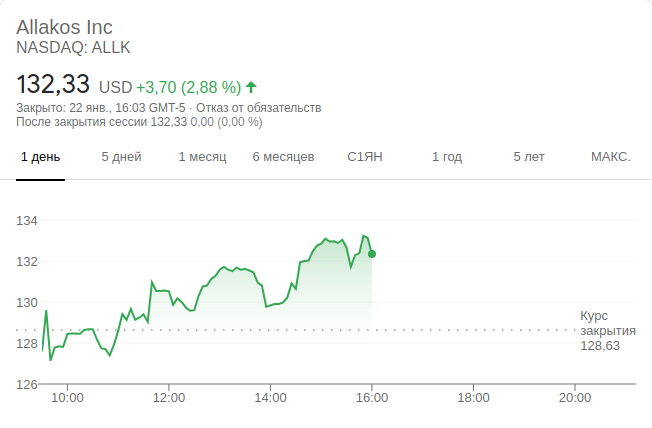 Allakos Inc
NASDAQ: ALLK
132,33 USD +3,70 (2,88 %)
Закрыто: 22 янв., 16:03 GMT-5 · Отказ от обязательств
После закрытия сессии 132,33 0,00 (0,00 %)
1 день 5 дней 1 месяц 6 месяцев С1ЯН 1 год 5 лет МАКС.
134
132
130
Курс
закрытия
128,63
128
126
10:00 12:00 14:00 16:00 18:00 20:00